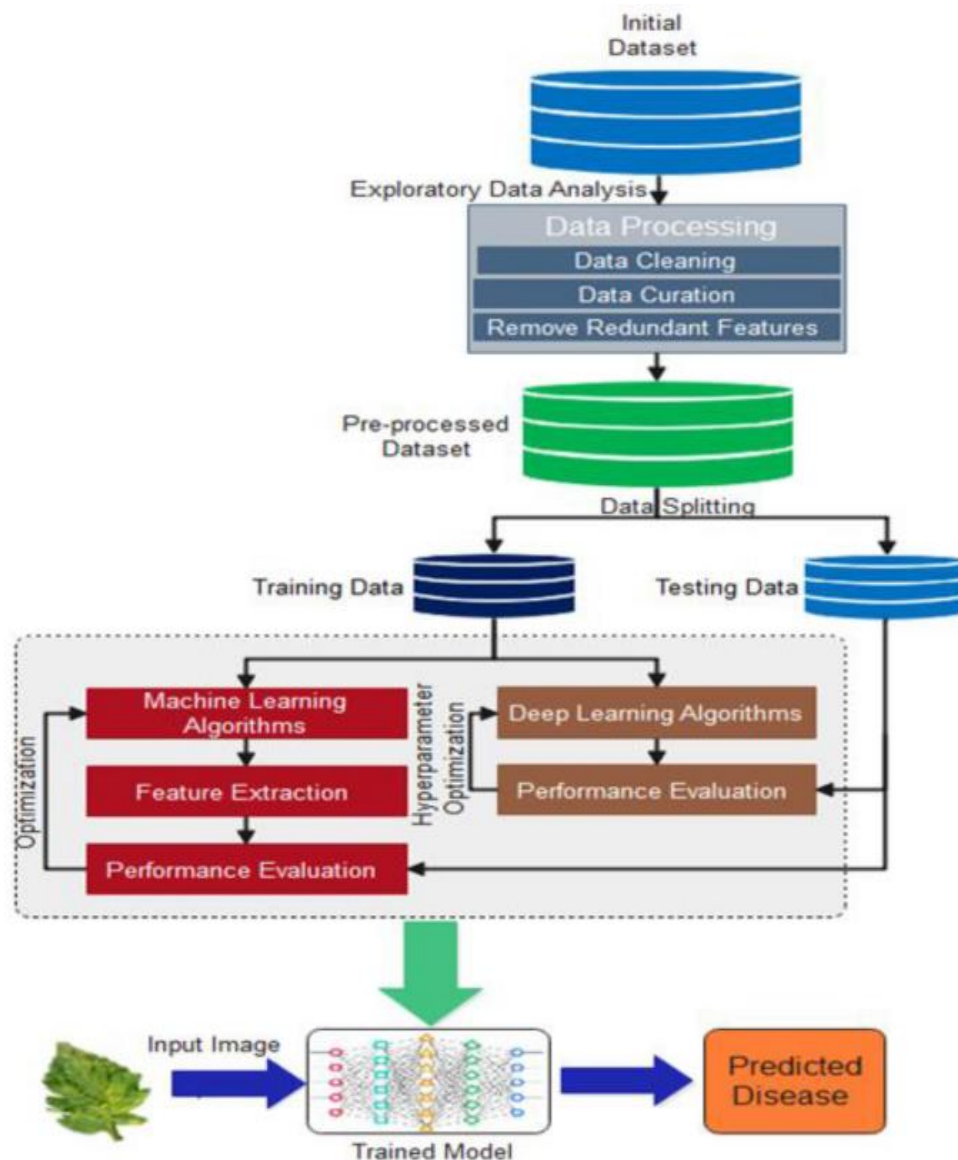 Initial
Dataset
Exploratory Data Analysis
Data Processing
Data Cleaning
Data Curation
Remove Redundant Features
Pre-processed
Dataset
Data Splitting
Training Data
Testing Data
Machine Learning
Algorithms
Feature Extraction
Performance Evaluation
Optimization
Hyperparameter
Optimization
Deep Learning Algorithms
Performance Evaluation
Input Image
Trained Model
Predicted
Disease